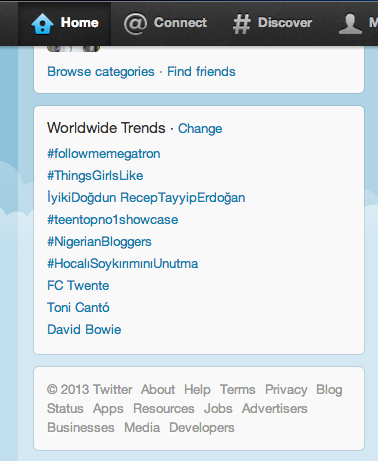 Home @ Connect # Discover M
Browse categories · Find friends
Worldwide Trends · Change
#followmemegatron
#ThingsGirlsLike
İyikiDoğdun RecepTayyipErdoğan
#teentopno1showcase
#NigerianBloggers
#HocalıSoykırımınıUnutma
FC Twente
Toni Cantó
David Bowie
© 2013 Twitter About Help Terms Privacy Blog
Status Apps Resources Jobs Advertisers
Businesses Media Developers